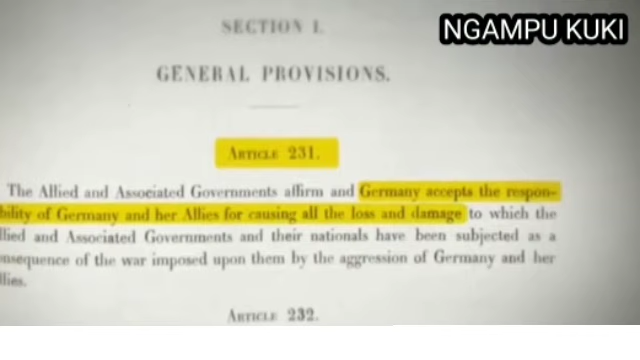 NGAMPU KUKI
SECTION I.
GENERAL PROVISIONS.
ARTICLE 231.
The Allied and Associated Governments affirm and Germany accepts the respon-
bility of Germany and her Allies for causing all the loss and damage to which the
llied and Associated Governments and their nationals have been subjected as a
nsequence of the war imposed upon them by the aggression of Germany and her
llies.
ARTICLE 232.